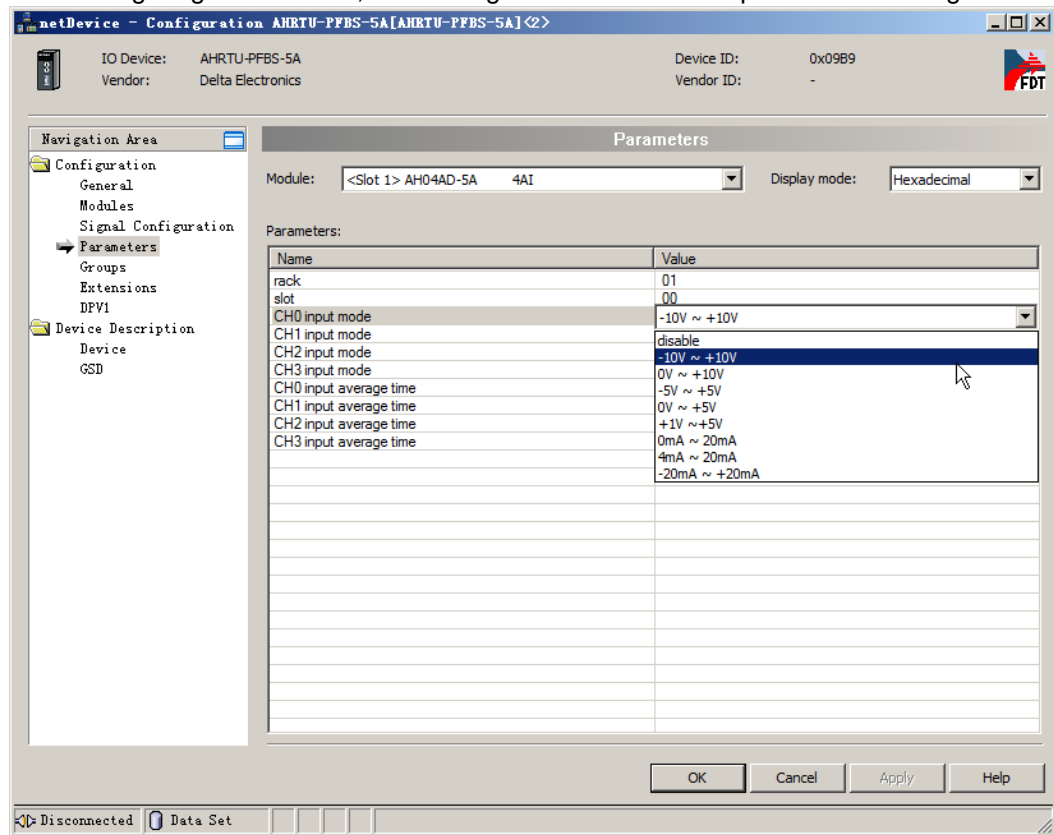 netDevice - Configuration AHRTU-PFBS-5A[AHRTU-PFBS-5A]<2>
IO Device: AHRTU-PFBS-5A Device ID: 0x09B9
Vendor: Delta Electronics Vendor ID: -
FDT
Navigation Area
Configuration
General
Modules
Signal Configuration
Parameters
Groups
Extensions
DPV1
Device Description
Device
GSD
Parameters
Module: <Slot 1> AH04AD-5A 4AI Display mode: Hexadecimal
Parameters:
Name Value
rack 01
slot 00
CH0 input mode -10V ~ +10V
CH1 input mode
CH2 input mode
CH3 input mode
CH0 input average time
CH1 input average time
CH2 input average time
CH3 input average time
disable
-10V ~ +10V
0V ~ +10V
-5V ~ +5V
0V ~ +5V
+1V ~+5V
0mA ~ 20mA
4mA ~ 20mA
-20mA ~ +20mA
OK Cancel Apply Help
Disconnected Data Set